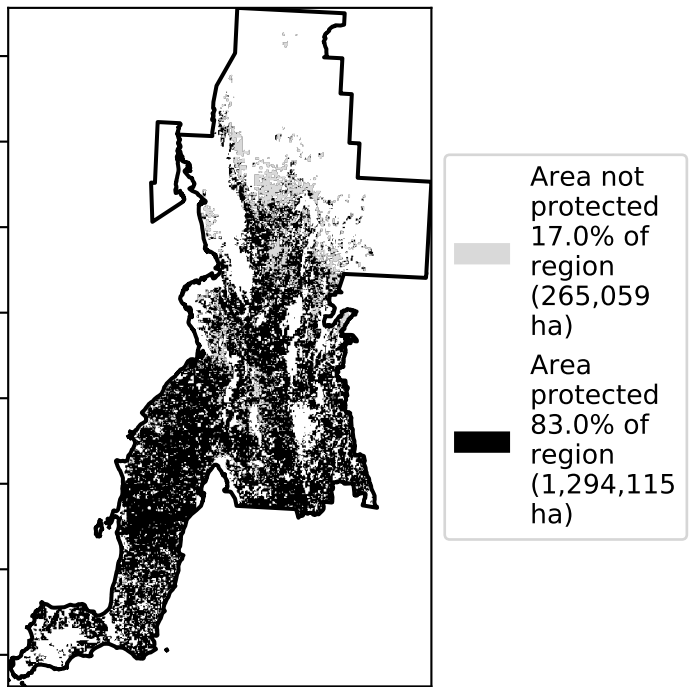 Area not
protected
17.0% of
region
(265,059
ha)
Area
protected
83.0% of
region
(1,294,115
ha)